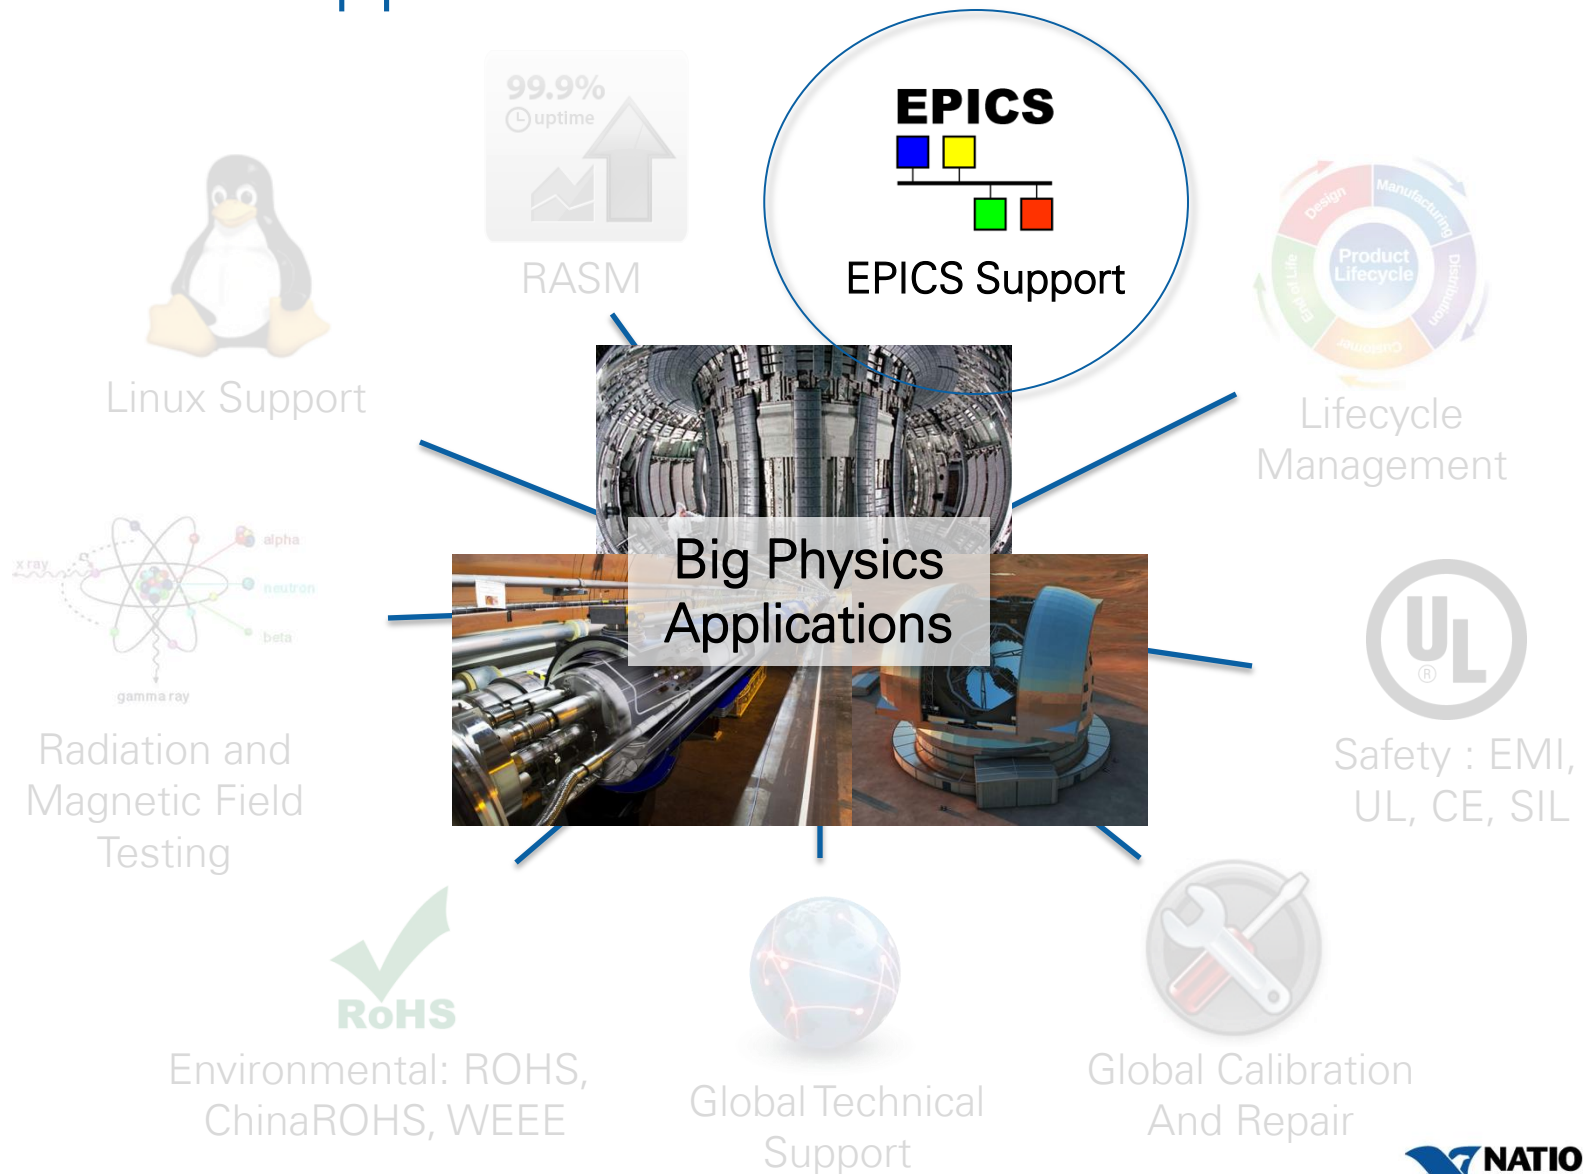 99.9%
uptime
RASM
EPICS
EPICS Support
Linux Support
Design
Manufacturing
Distribution
Customer
End of Life
Product
Lifecycle
Lifecycle
Management
x ray
alpha
neutron
beta
gamma ray
Radiation and
Magnetic Field
Testing
Big Physics
Applications
UL
®
Safety : EMI,
UL, CE, SIL
RoHS
Environmental: ROHS,
ChinaROHS, WEEE
Global Technical
Support
Global Calibration
And Repair
NATIO